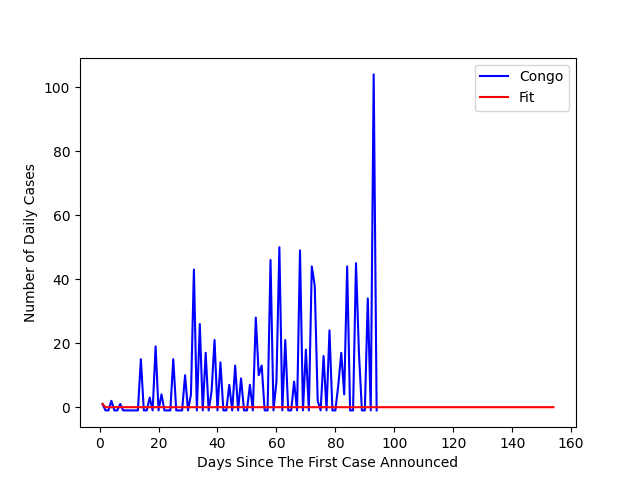 Congo
Fit
100
80
60
40
20
0
Number of Daily Cases
0 20 40 60 80 100 120 140 160
Days Since The First Case Announced